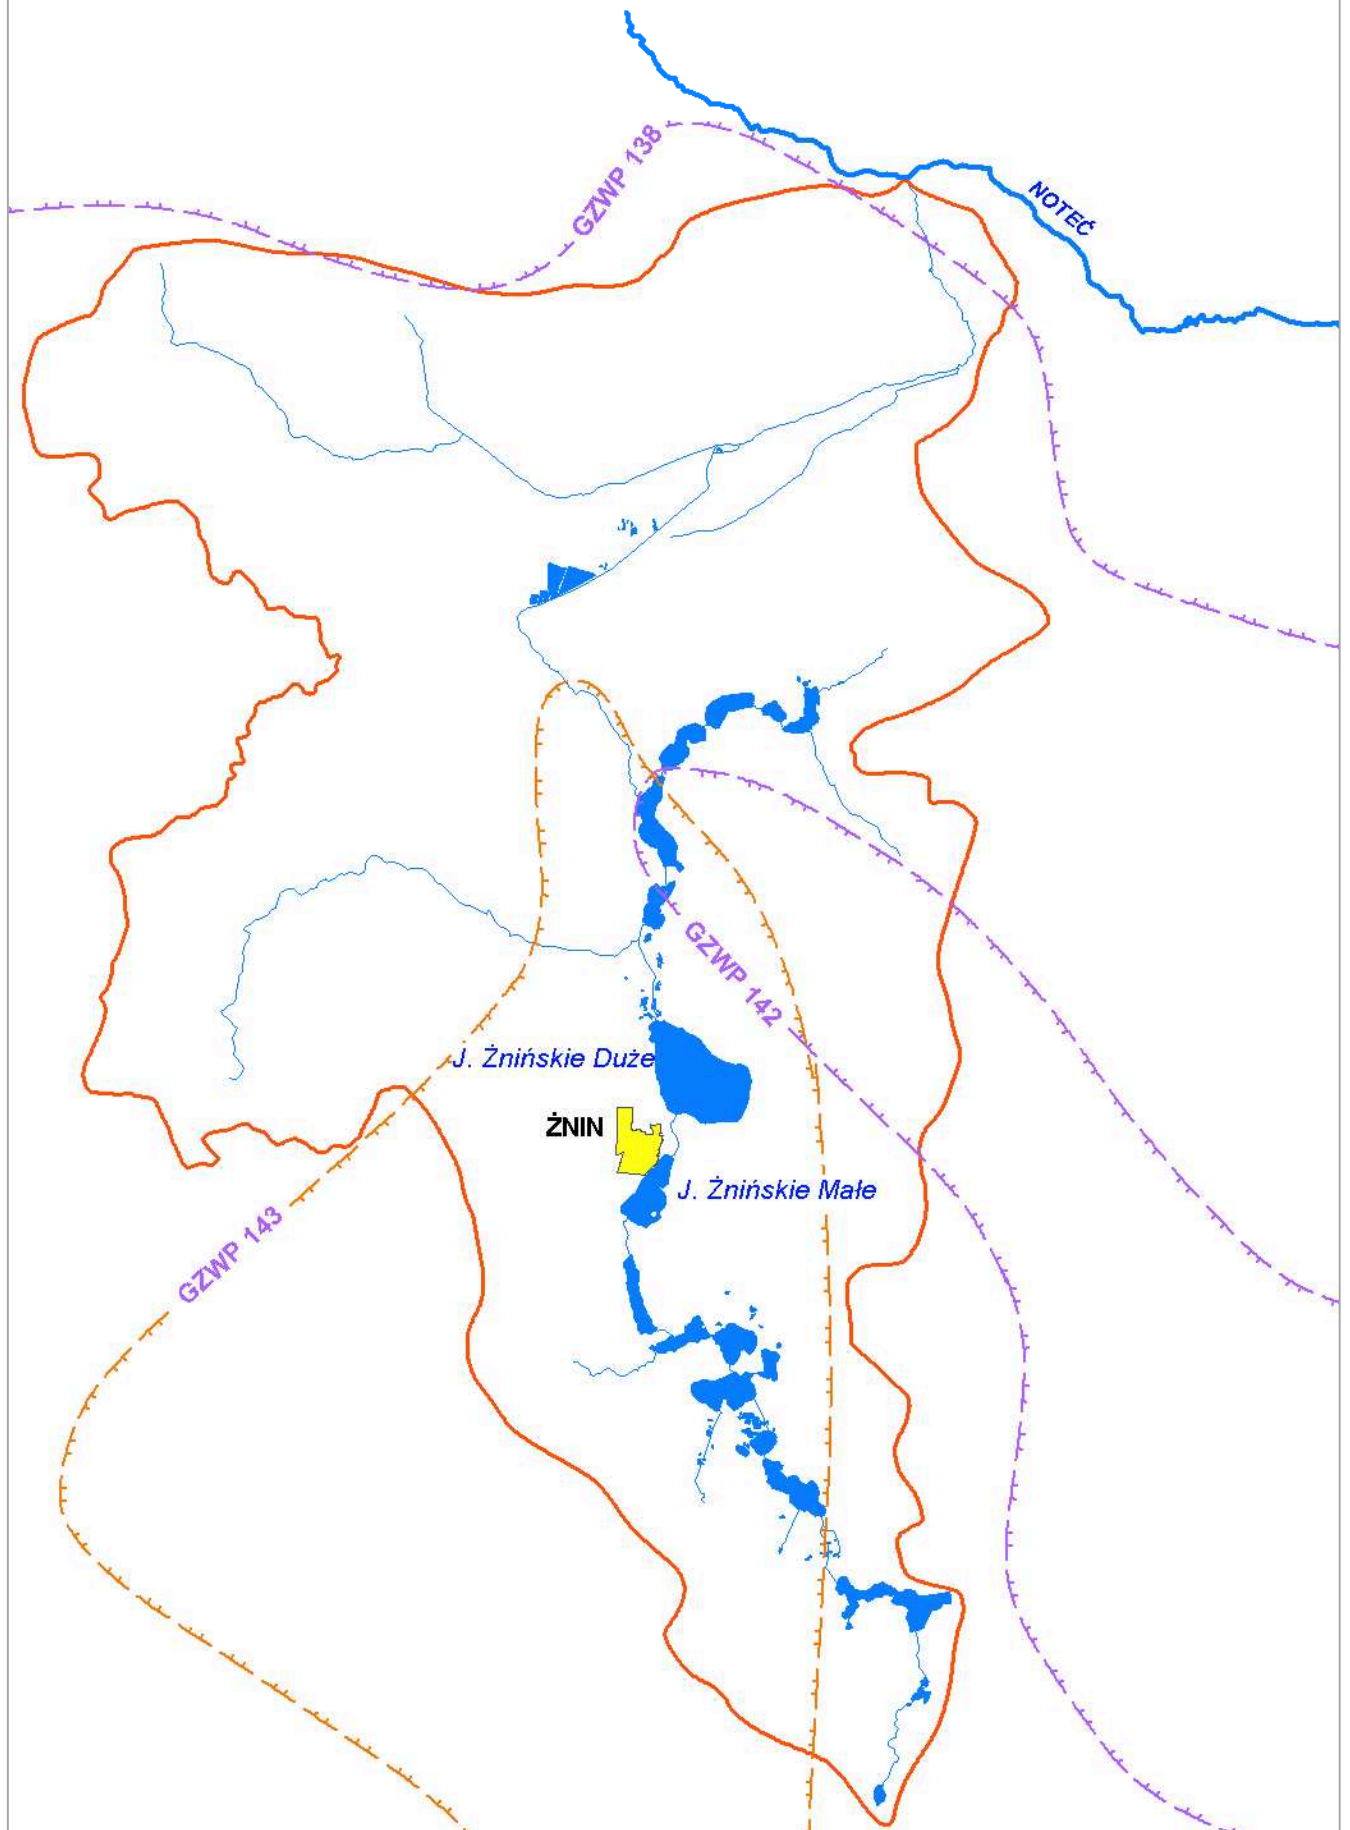 GZWP 138
NOTEĆ
GZWP 142
J. Żnińskie Duże
ŻNIN
J. Żnińskie Małe
GZWP 143